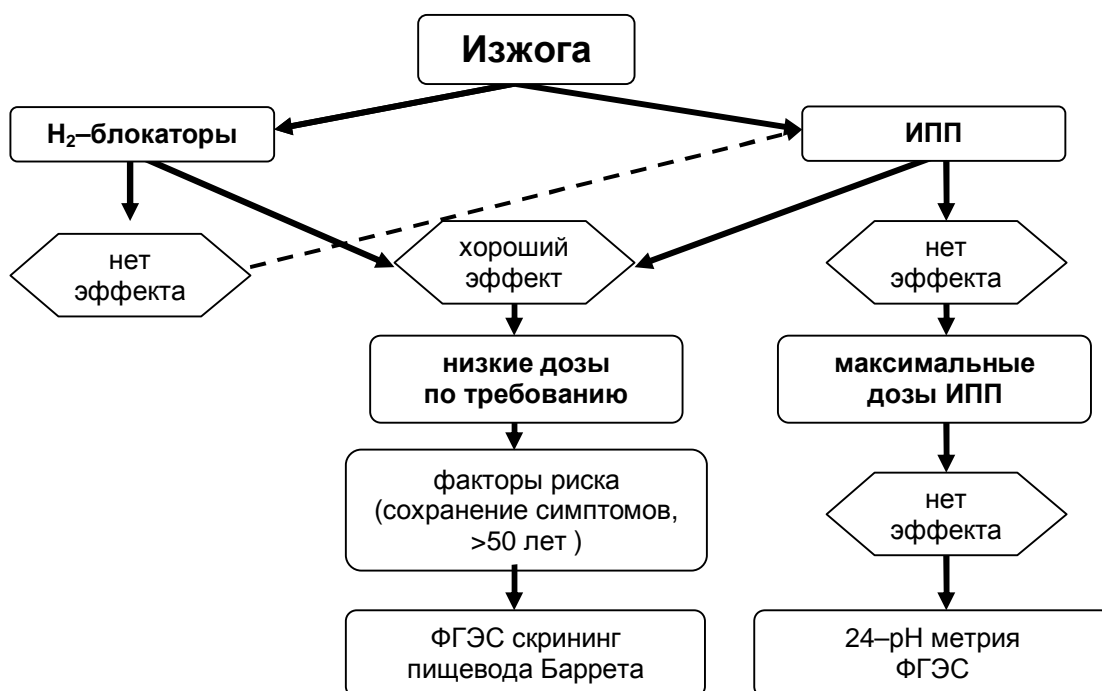 Изжога
H₂–блокаторы
ИПП
нет
эффекта
хороший
эффект
нет
эффекта
низкие дозы
по требованию
максимальные
дозы ИПП
факторы риска
(сохранение симптомов,
>50 лет )
нет
эффекта
ФГЭС скрининг
пищевода Баррета
24–pH метрия
ФГЭС